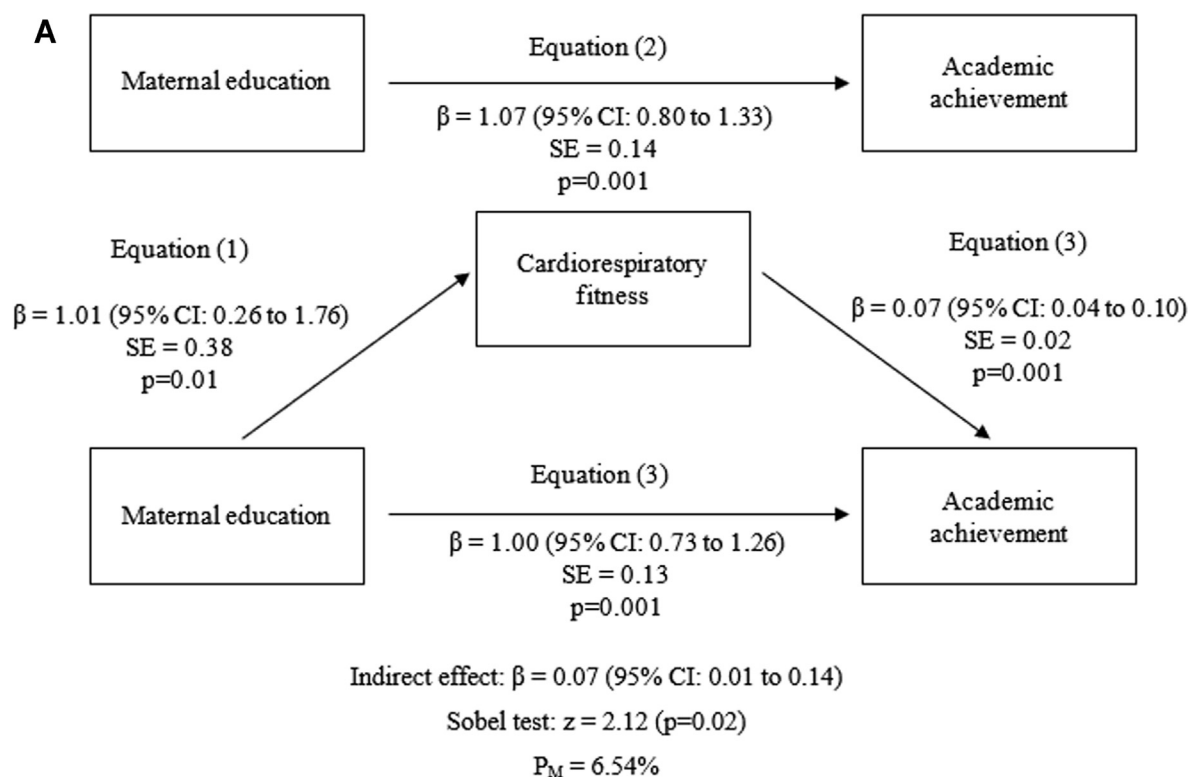 A
Maternal education
Equation (2)
β = 1.07 (95% CI: 0.80 to 1.33)
SE = 0.14
p=0.001
Academic
achievement
Equation (1)
β = 1.01 (95% CI: 0.26 to 1.76)
SE = 0.38
p=0.01
Cardiorespiratory
fitness
Equation (3)
β = 0.07 (95% CI: 0.04 to 0.10)
SE = 0.02
p=0.001
Maternal education
Equation (3)
β = 1.00 (95% CI: 0.73 to 1.26)
SE = 0.13
p=0.001
Academic
achievement
Indirect effect: β = 0.07 (95% CI: 0.01 to 0.14)
Sobel test: z = 2.12 (p=0.02)
PM = 6.54%